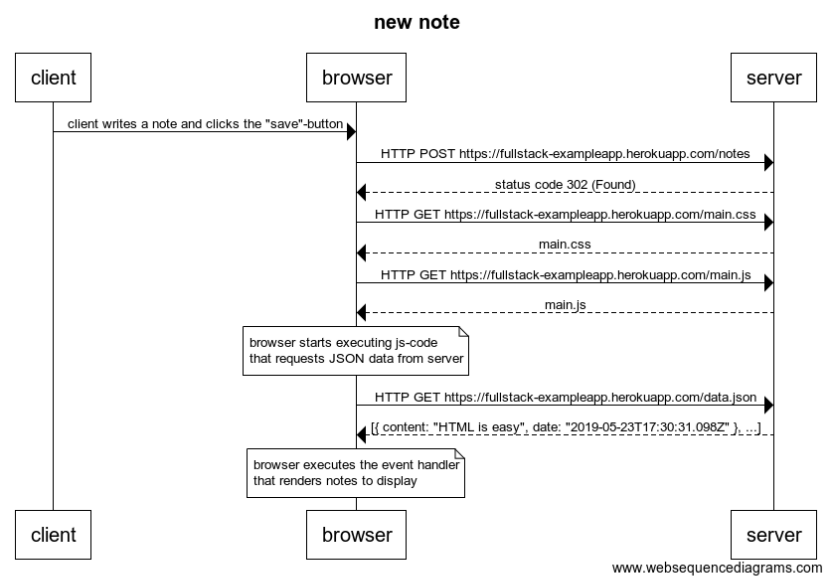 new note
client
browser
server
client writes a note and clicks the "save"-button
HTTP POST https://fullstack-exampleapp.herokuapp.com/notes
status code 302 (Found)
HTTP GET https://fullstack-exampleapp.herokuapp.com/main.css
main.css
HTTP GET https://fullstack-exampleapp.herokuapp.com/main.js
main.js
browser starts executing js-code
that requests JSON data from server
HTTP GET https://fullstack-exampleapp.herokuapp.com/data.json
[{ content: "HTML is easy", date: "2019-05-23T17:30:31.098Z" }, ...]
browser executes the event handler
that renders notes to display
client
browser
server
www.websequencediagrams.com